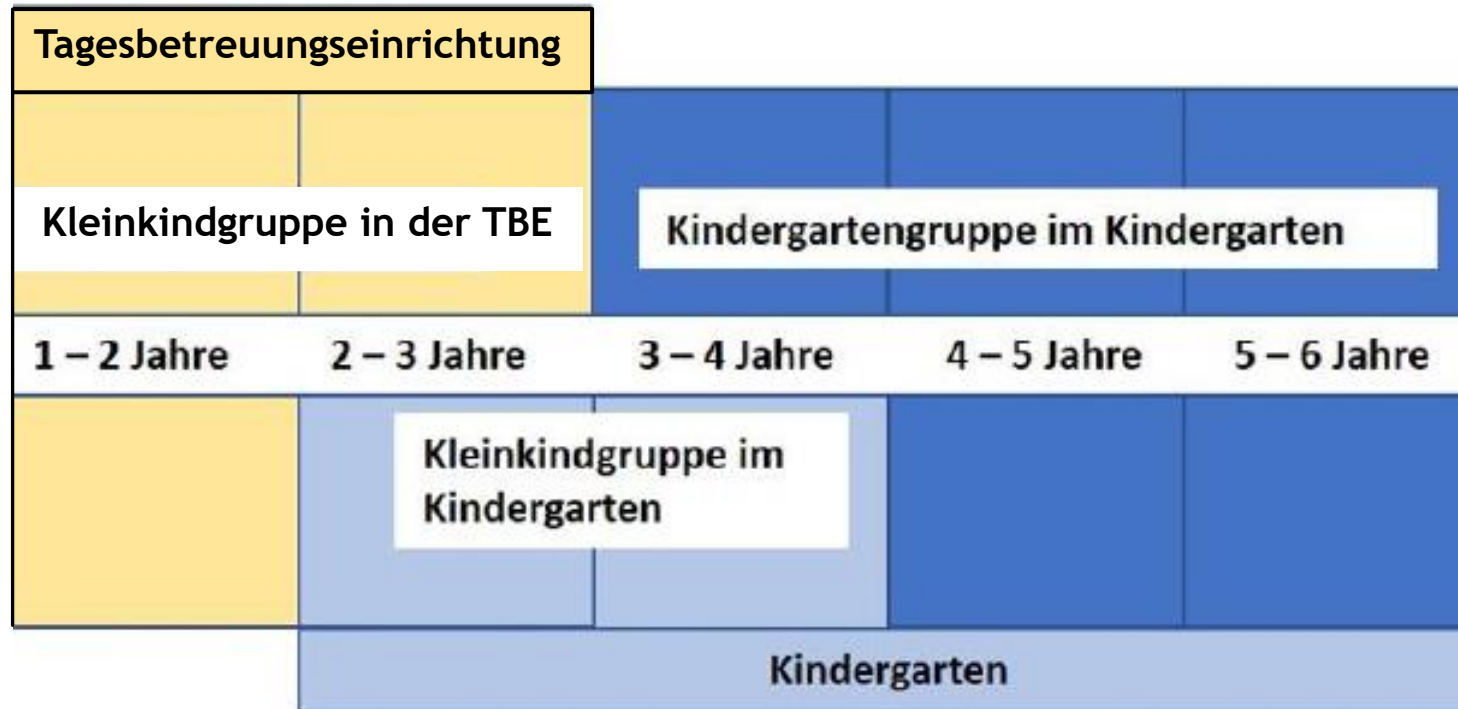 Tagesbetreuungseinrichtung
Kleinkindgruppe in der TBE
Kindergartengruppe im Kindergarten
1 – 2 Jahre
2 – 3 Jahre
3 – 4 Jahre
4 – 5 Jahre
5 – 6 Jahre
Kleinkindgruppe im
Kindergarten
Kindergarten